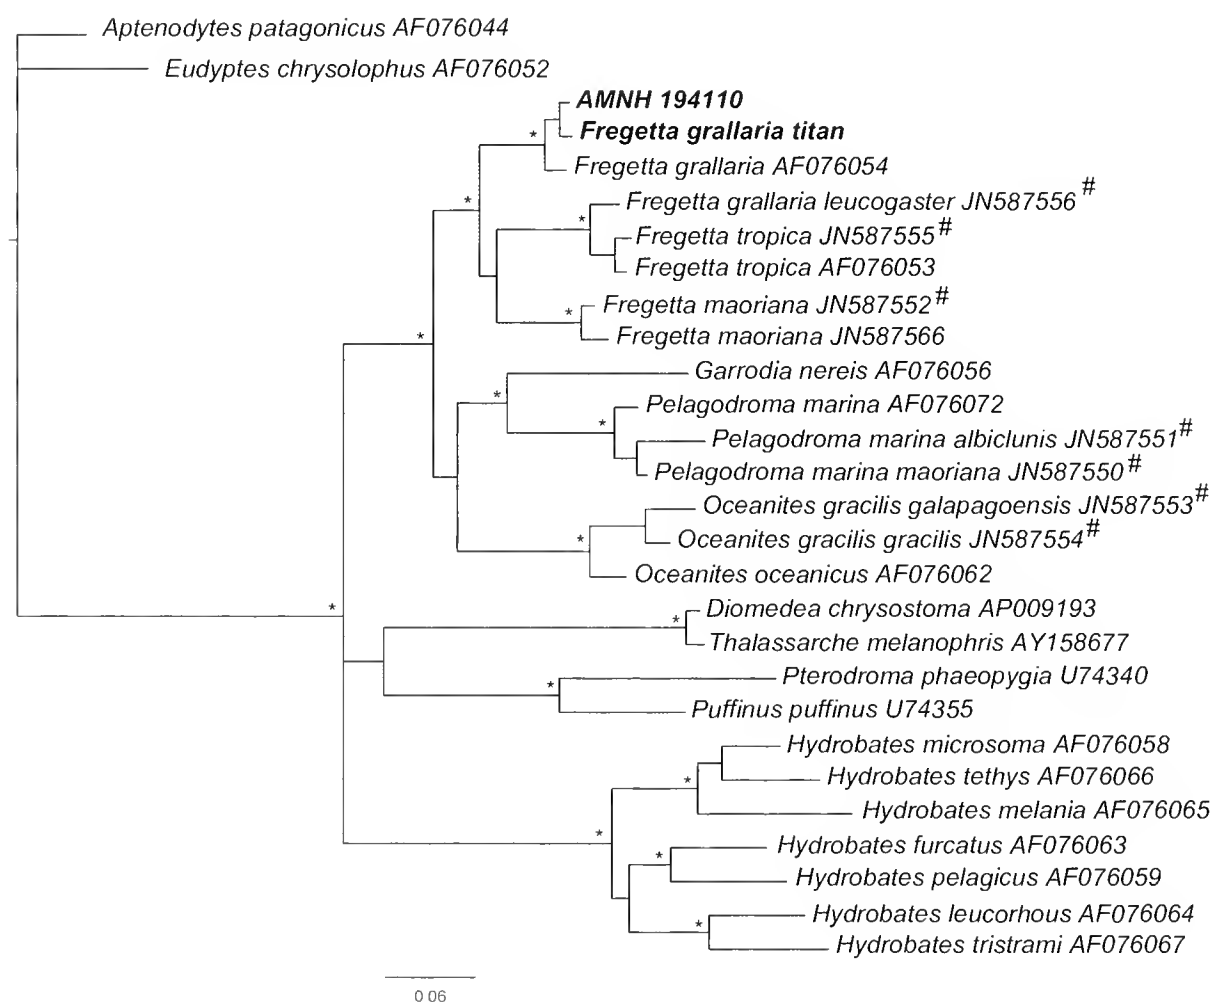 Aptenodytes patagonicus AF076044
Eudyptes chrysolophus AF076052
AMNH 194110
* Fregetta grallaria titan
Fregetta grallaria AF076054
* Fregetta grallaria leucogaster JN587556 #
* Fregetta tropica JN587555 #
Fregetta tropica AF076053
* Fregetta maoriana JN587552 #
* Fregetta maoriana JN587566
Garrodia nereis AF076056
* Pelagodroma marina AF076072
* Pelagodroma marina albiclunis JN587551 #
Pelagodroma marina maoriana JN587550 #
Oceanites gracilis galapagoensis JN587553 #
* Oceanites gracilis gracilis JN587554 #
Oceanites oceanicus AF076062
* Diomedea chrysostoma AP009193
* Thalassarche melanophris AY158677
Pterodroma phaeopygia U74340
* Puffinus puffinus U74355
Hydrobates microsoma AF076058
* Hydrobates tethys AF076066
Hydrobates melania AF076065
* Hydrobates furcatus AF076063
* Hydrobates pelagicus AF076059
Hydrobates leucorhous AF076064
* Hydrobates tristrami AF076067
0 06